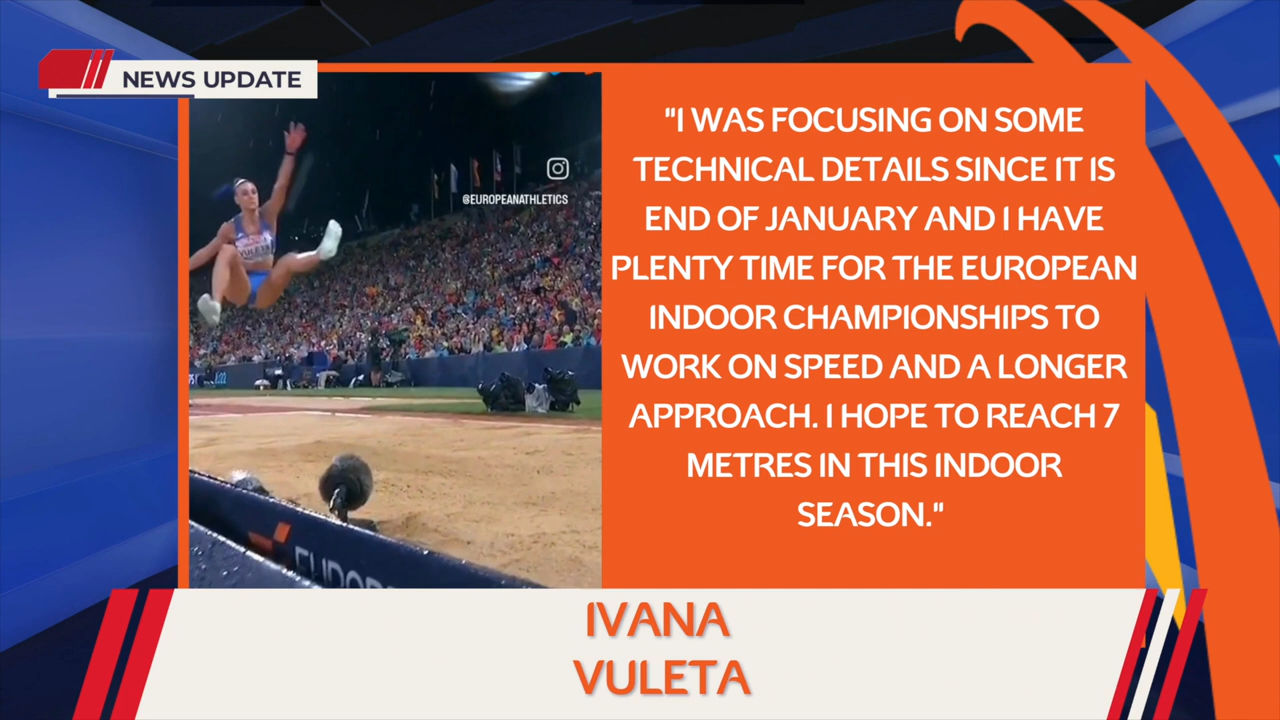 NEWS UPDATE
@EUROPEANATHLETICS
VULETA
"I WAS FOCUSING ON SOME
TECHNICAL DETAILS SINCE IT IS
END OF JANUARY AND I HAVE
PLENTY TIME FOR THE EUROPEAN
INDOOR CHAMPIONSHIPS TO
WORK ON SPEED AND A LONGER
APPROACH. I HOPE TO REACH 7
METRES IN THIS INDOOR
SEASON."
IVANA
VULETA